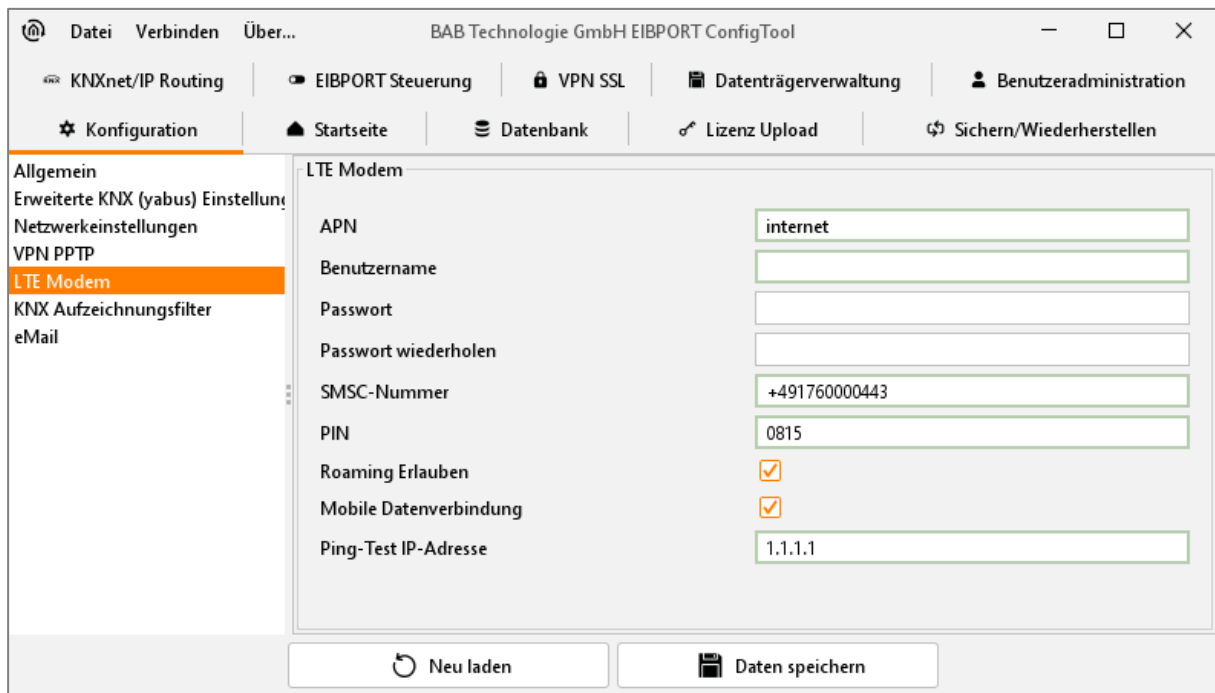 Datei Verbinden Über... BAB Technologie GmbH EIBPORT ConfigTool
KNXnet/IP Routing EIBPORT Steuerung VPN SSL Datenträgerverwaltung Benutzeradministration
Konfiguration Startseite Datenbank Lizenz Upload Sichern/Wiederherstellen
Allgemein
Erweiterte KNX (yabus) Einstellung
Netzwerkeinstellungen
VPN PPTP
LTE Modem
KNX Aufzeichnungsfilter
eMail
LTE Modem
APN internet
Benutzername
Passwort
Passwort wiederholen
SMSC-Nummer +491760000443
PIN 0815
Roaming Erlauben
Mobile Datenverbindung
Ping-Test IP-Adresse 1.1.1.1
Neu laden Daten speichern